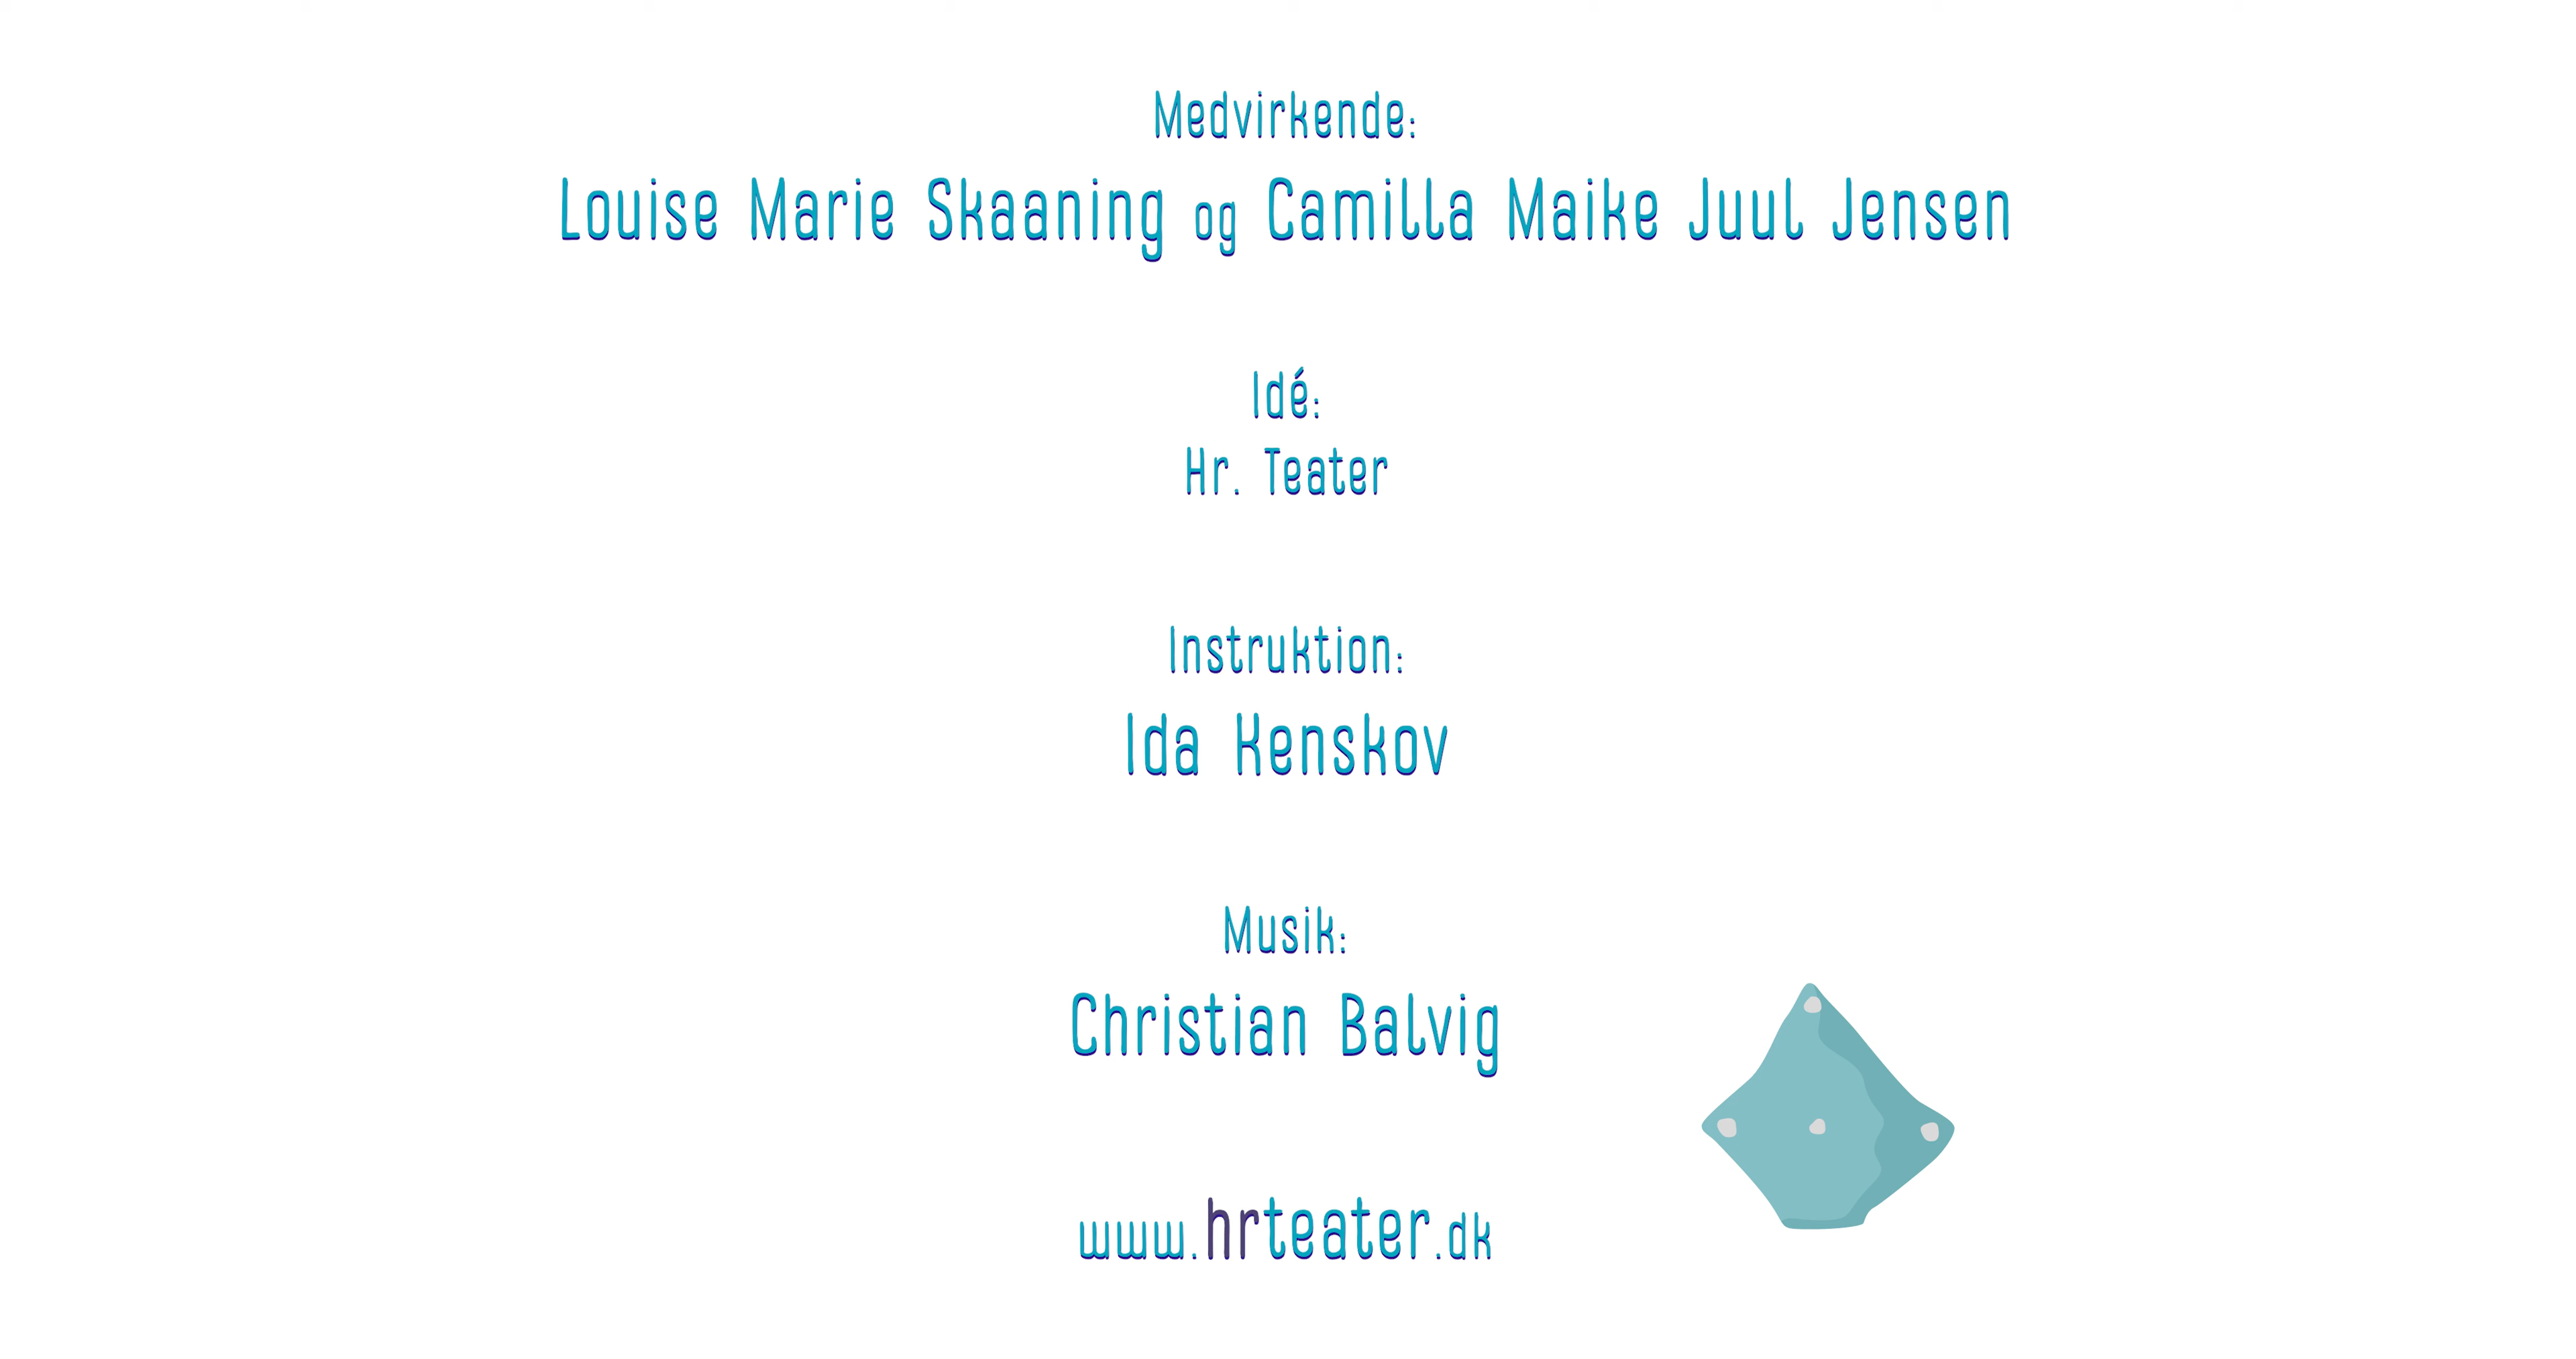 Medvirkende:
Louise Marie Skaaning og Camilla Maike Juul Jensen
Idé:
Hr. Teater
Instruktion:
Ida Kenskov
Musik:
Christian Balvig
www.hrteater.dk